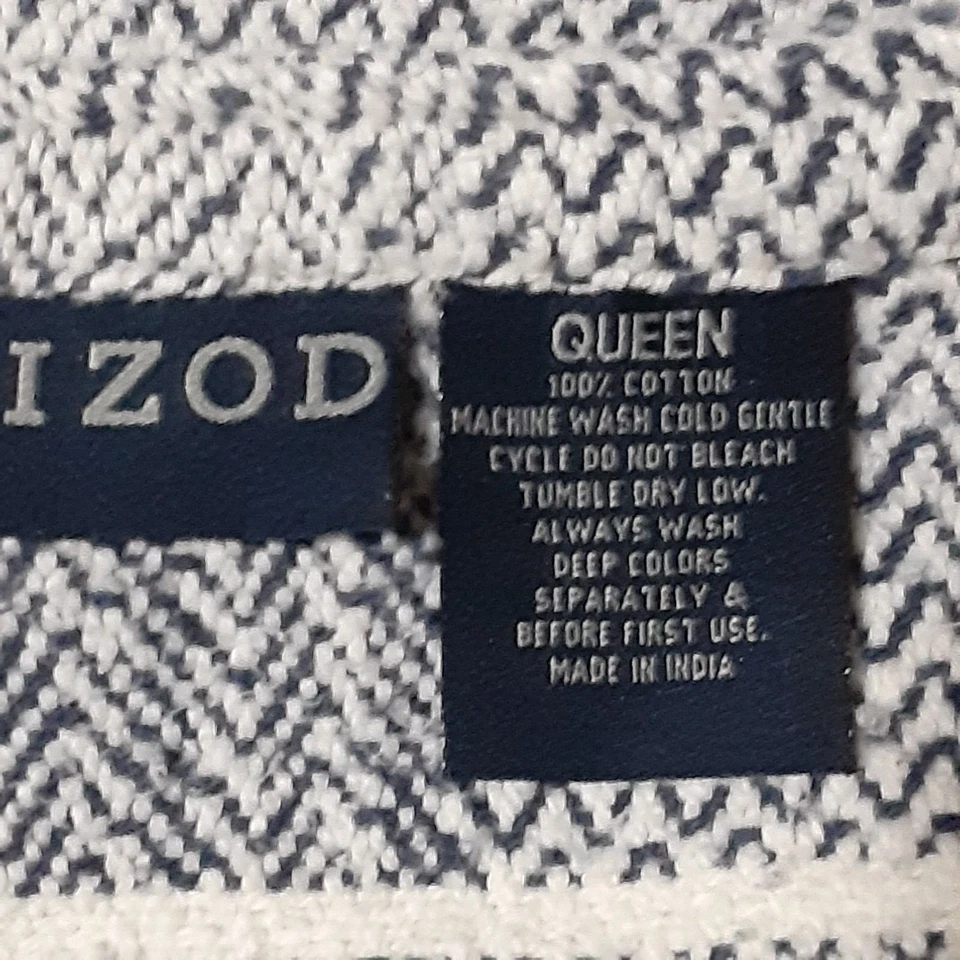 IZOD
QUEEN
100% COTTON
MACHINE WASH COLD GENTLE
CYCLE DO NOT BLEACH
TUMBLE DRY LOW.
ALWAYS WASH
DEEP COLORS
SEPARATELY &
BEFORE FIRST USE.
MADE IN INDIA